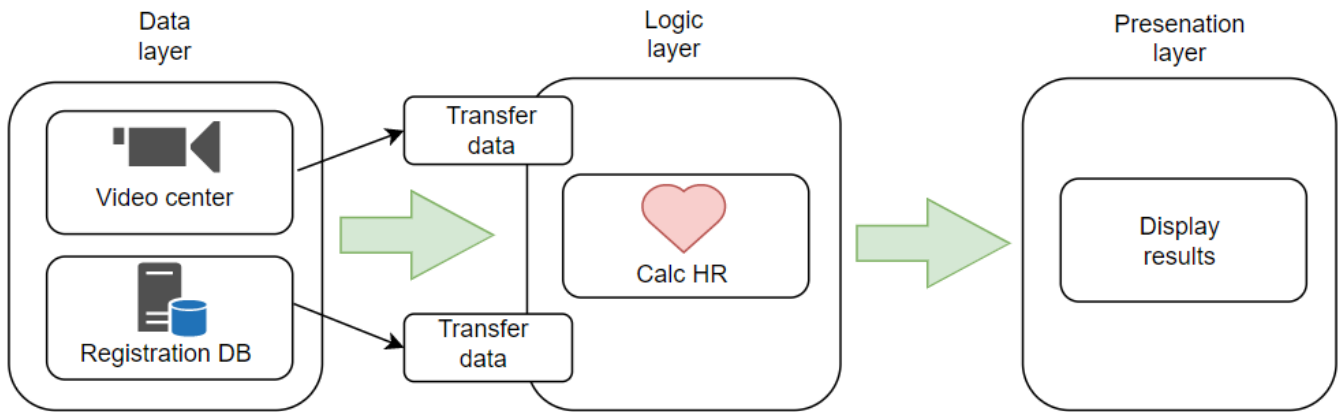 Data
layer
Video center
Registration DB
Transfer
data
Transfer
data
Logic
layer
Calc HR
Presenation
layer
Display
results